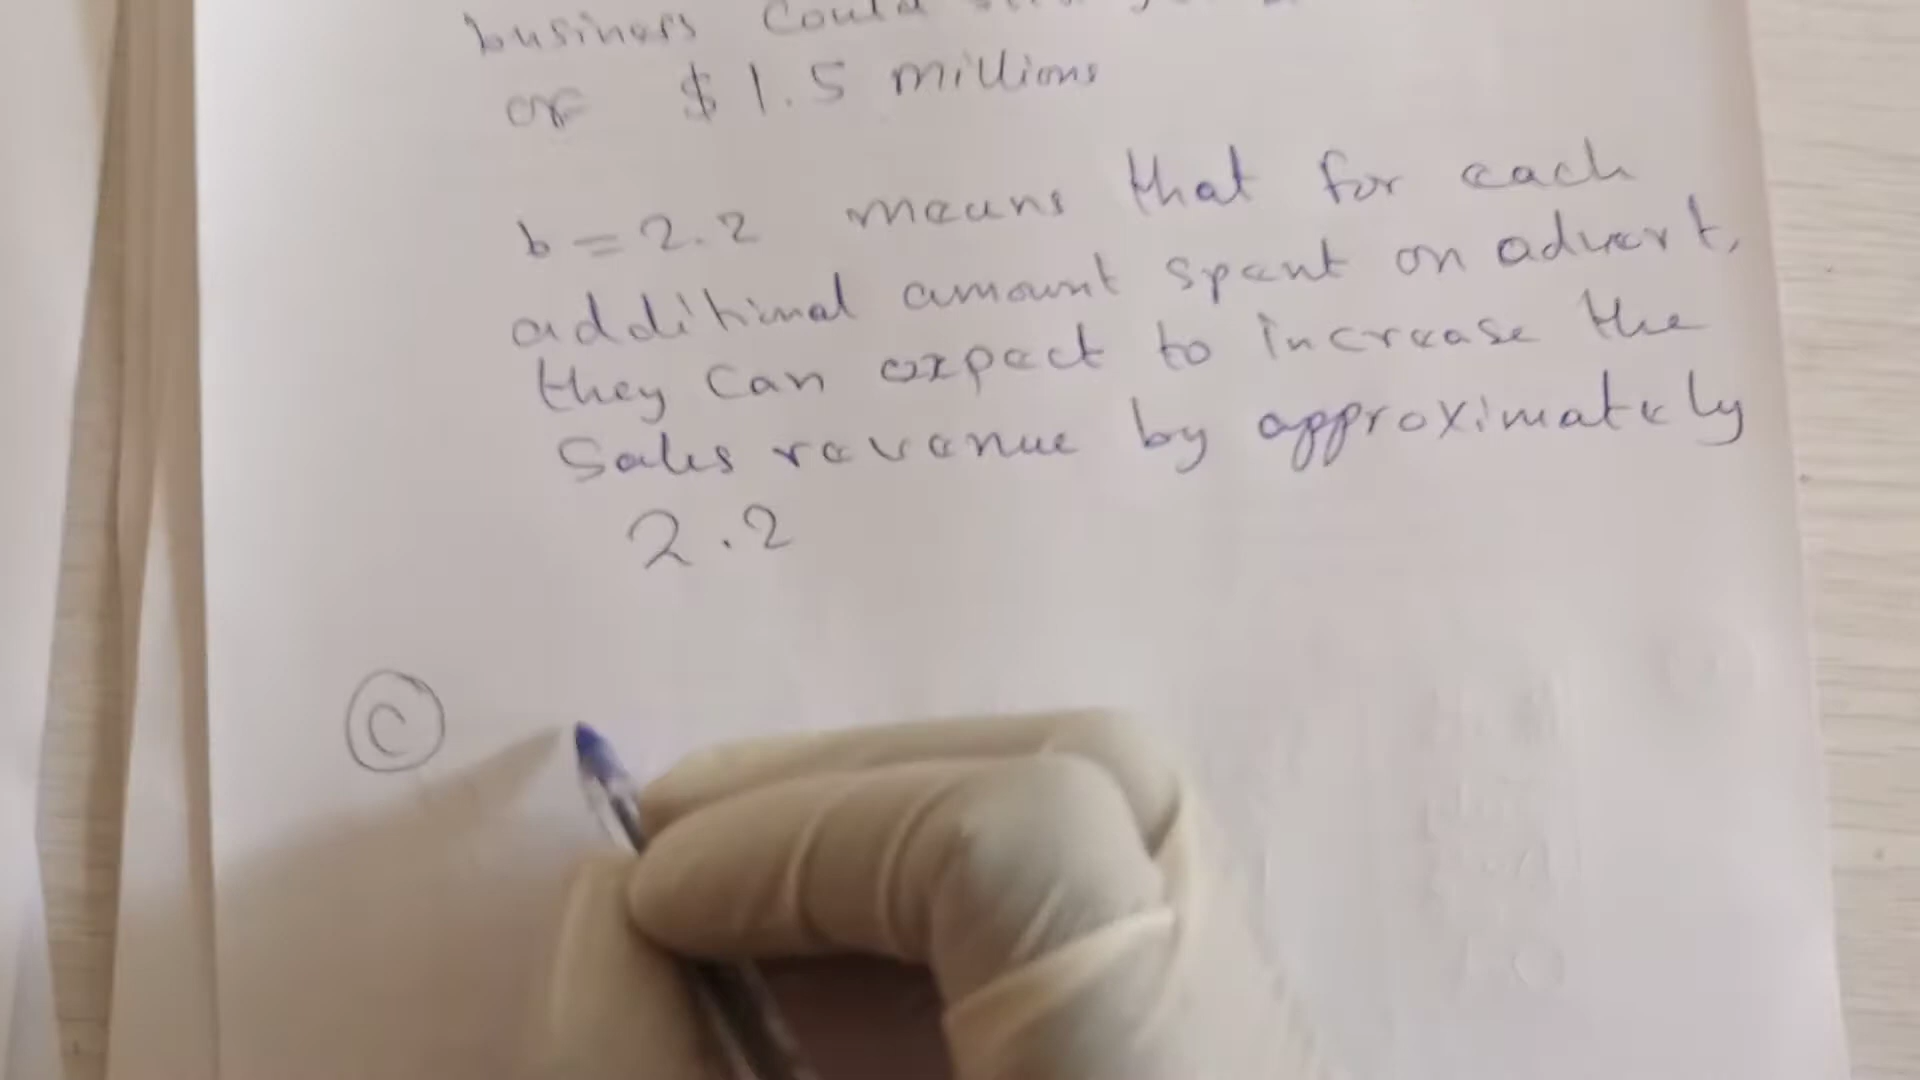 business could
of $1.5 millions
b = 2.2 means that for each
additional amount spent on advert,
they can expect to increase the
Sales revenue by approximately
2.2
C